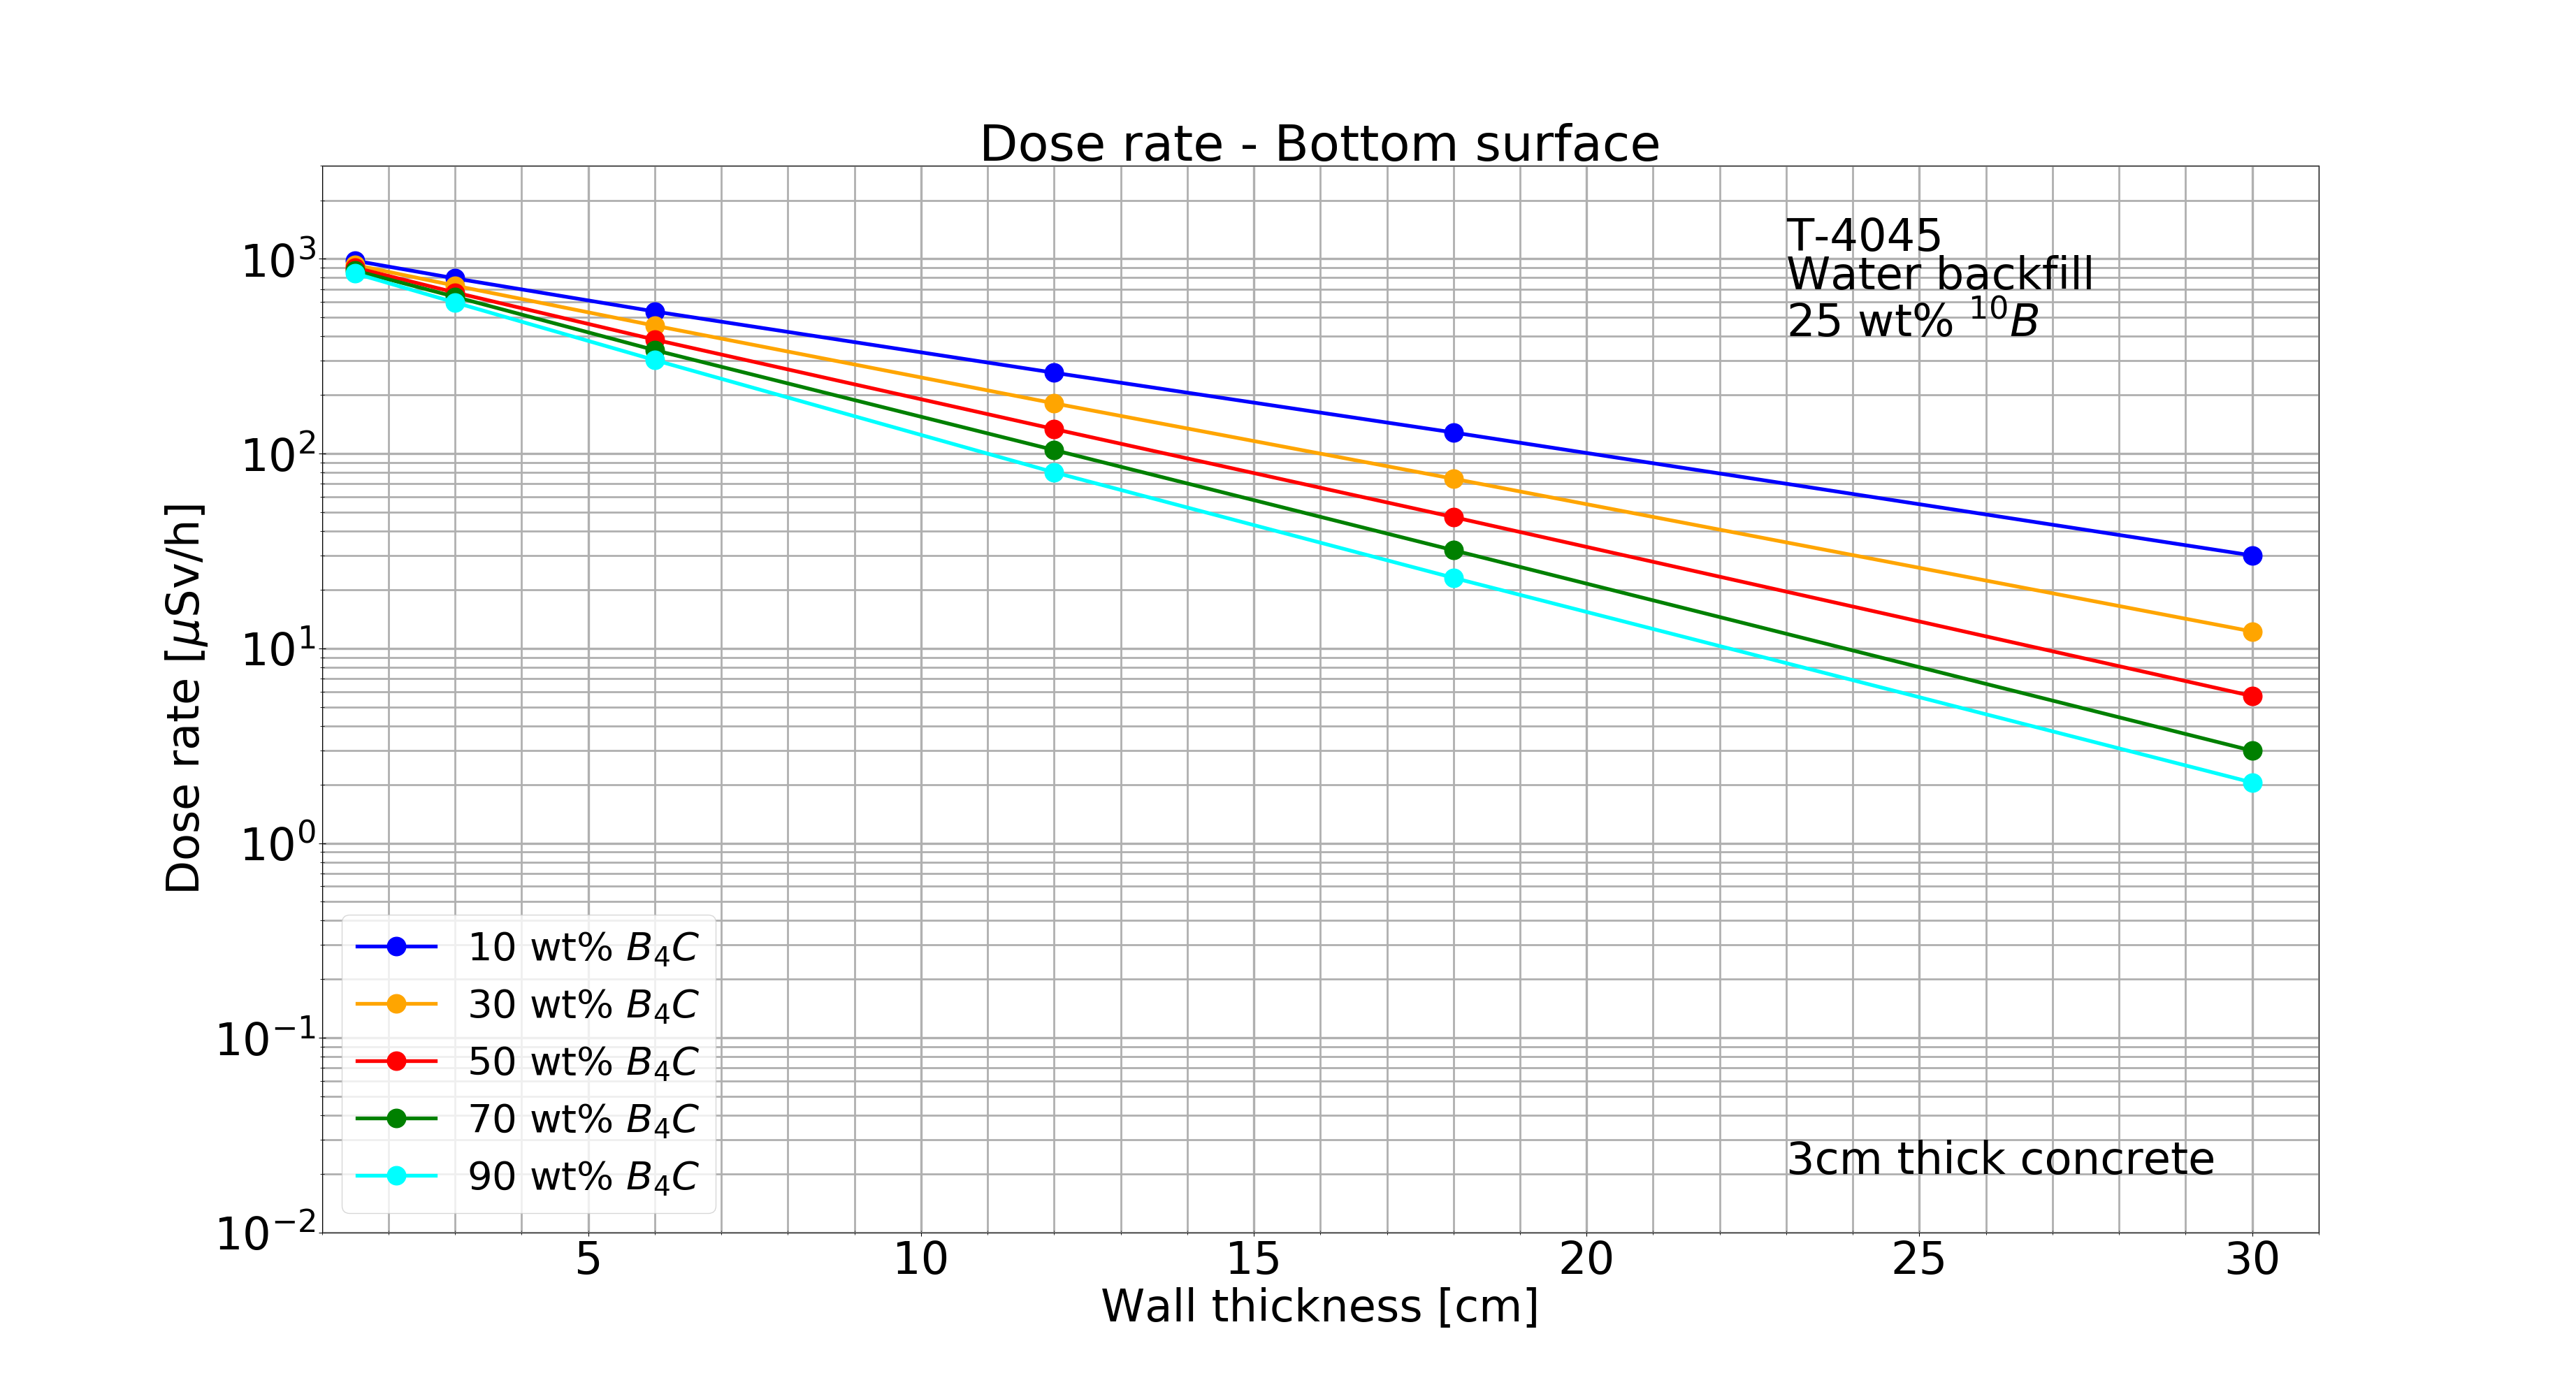 Dose rate - Bottom surface
T-4045
Water backfill
25 wt% ¹⁰B
10³
10²
10¹
10⁰
10⁻¹
10⁻²
Dose rate [μSv/h]
10 wt% B₄C
30 wt% B₄C
50 wt% B₄C
70 wt% B₄C
90 wt% B₄C
3cm thick concrete
5 10 15 20 25 30
Wall thickness [cm]